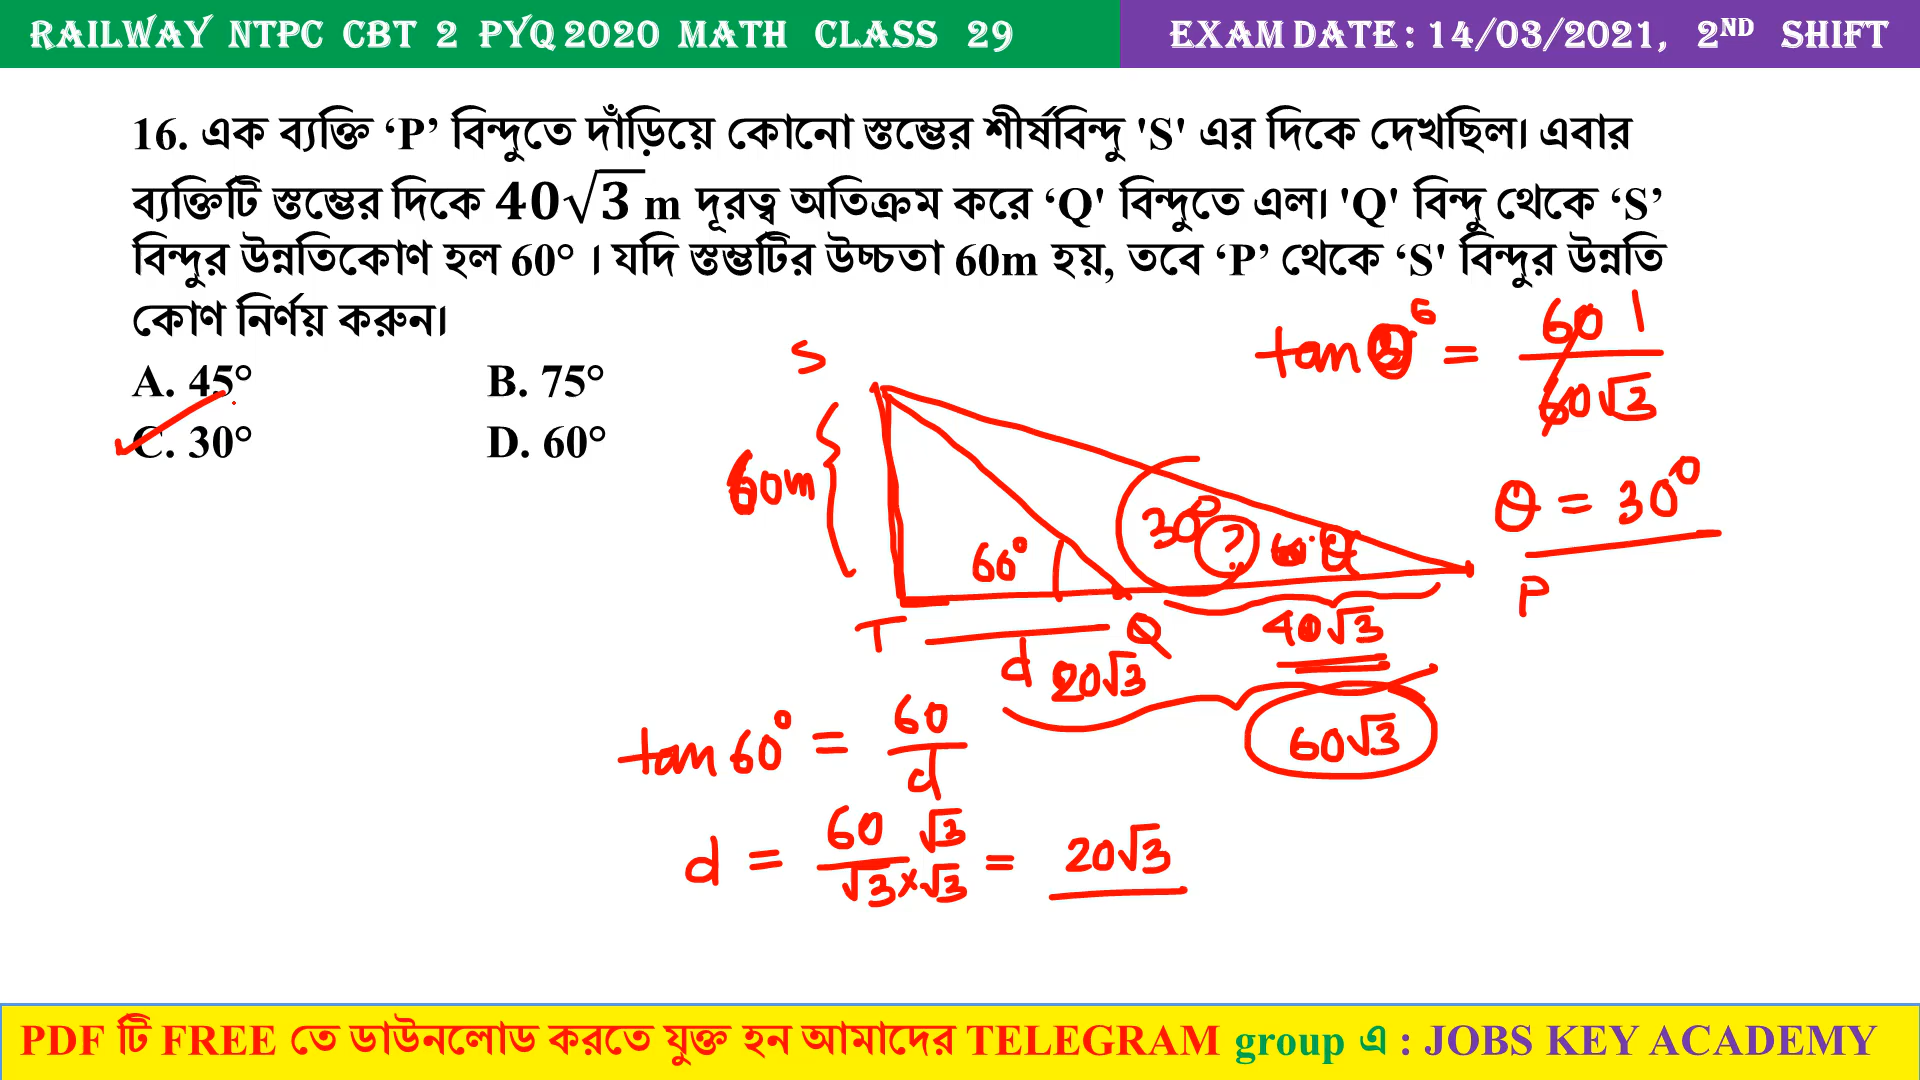 RAILWAY NTPC CBT 2 PYQ 2020 MATH CLASS 29
EXAM DATE : 14/03/2021, 2ND SHIFT
16. এক ব্যক্তি ‘P’ বিন্দুতে দাঁড়িয়ে কোনো স্তম্ভের শীর্ষবিন্দু 'S' এর দিকে দেখছিল। এবার
ব্যক্তিটি স্তম্ভের দিকে 40√3 m দূরত্ব অতিক্রম করে ‘Q' বিন্দুতে এল। 'Q' বিন্দু থেকে ‘S’
বিন্দুর উন্নতিকোণ হল 60° । যদি স্তম্ভটির উচ্চতা 60m হয়, তবে ‘P’ থেকে ‘S' বিন্দুর উন্নতি
কোণ নির্ণয় করুন।
A. 45° B. 75°
C. 30° D. 60°
S
60m
60°
30°
?
θ
T
Q
P
d 20√3
40√3
60√3
tan θ = 60 1 / 60√3
θ = 30°
tan 60° = 60 / d
d = 60 √3 / √3 × √3 = 20√3
PDF টি FREE তে ডাউনলোড করতে যুক্ত হন আমাদের TELEGRAM group এ : JOBS KEY ACADEMY